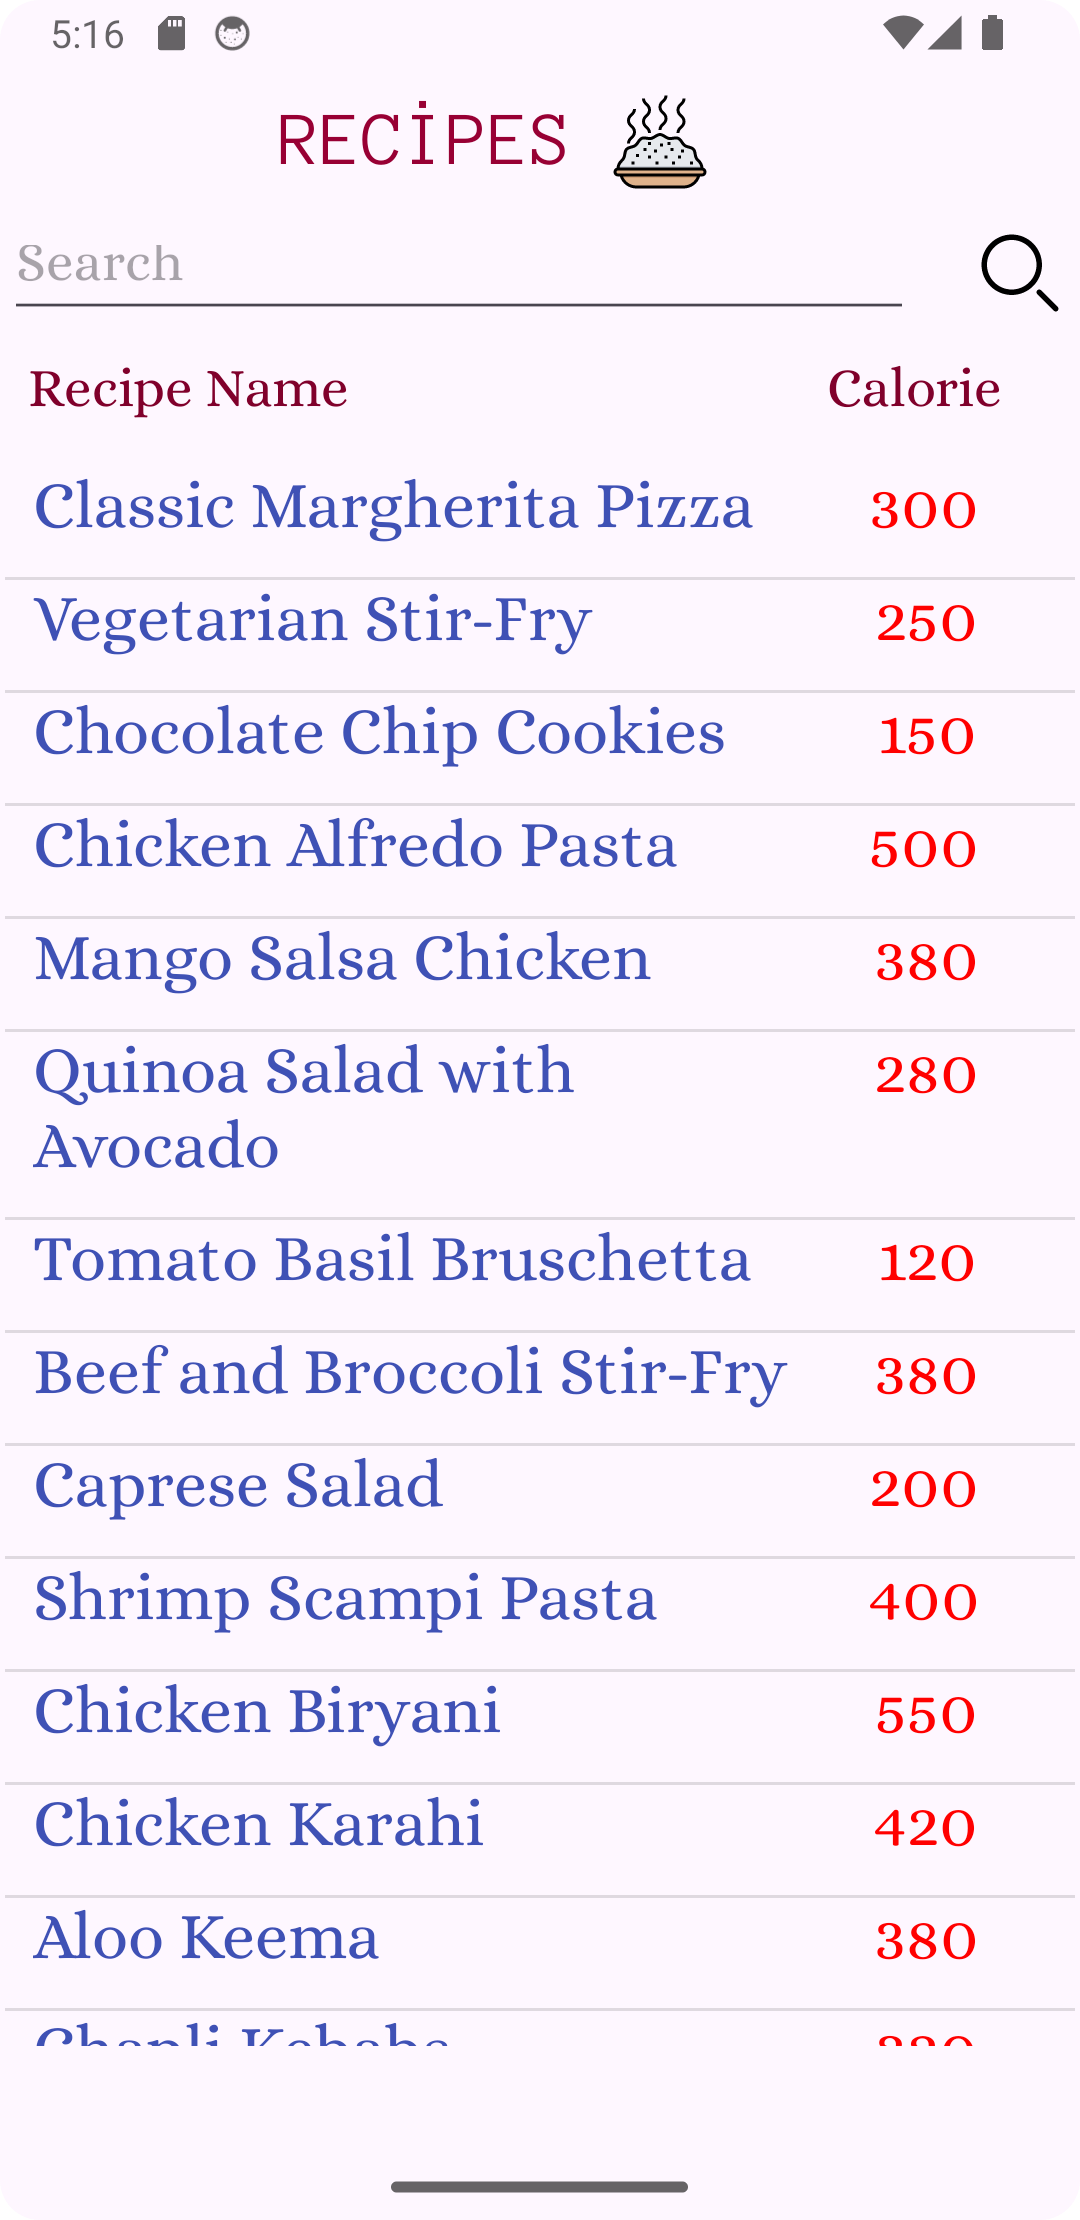 5:16
RECİPES
Search
Recipe Name Calorie
Classic Margherita Pizza 300
Vegetarian Stir-Fry 250
Chocolate Chip Cookies 150
Chicken Alfredo Pasta 500
Mango Salsa Chicken 380
Quinoa Salad with 280
Avocado
Tomato Basil Bruschetta 120
Beef and Broccoli Stir-Fry 380
Caprese Salad 200
Shrimp Scampi Pasta 400
Chicken Biryani 550
Chicken Karahi 420
Aloo Keema 380
Chapli Kebabs